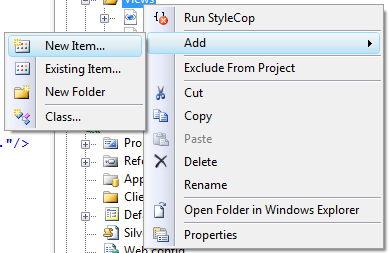 Views
Run StyleCop
New Item...
Add
Existing Item...
Exclude From Project
New Folder
Cut
Class...
Copy
."/>
Paste
Delete
Rename
Open Folder in Windows Explorer
Properties
Web.config